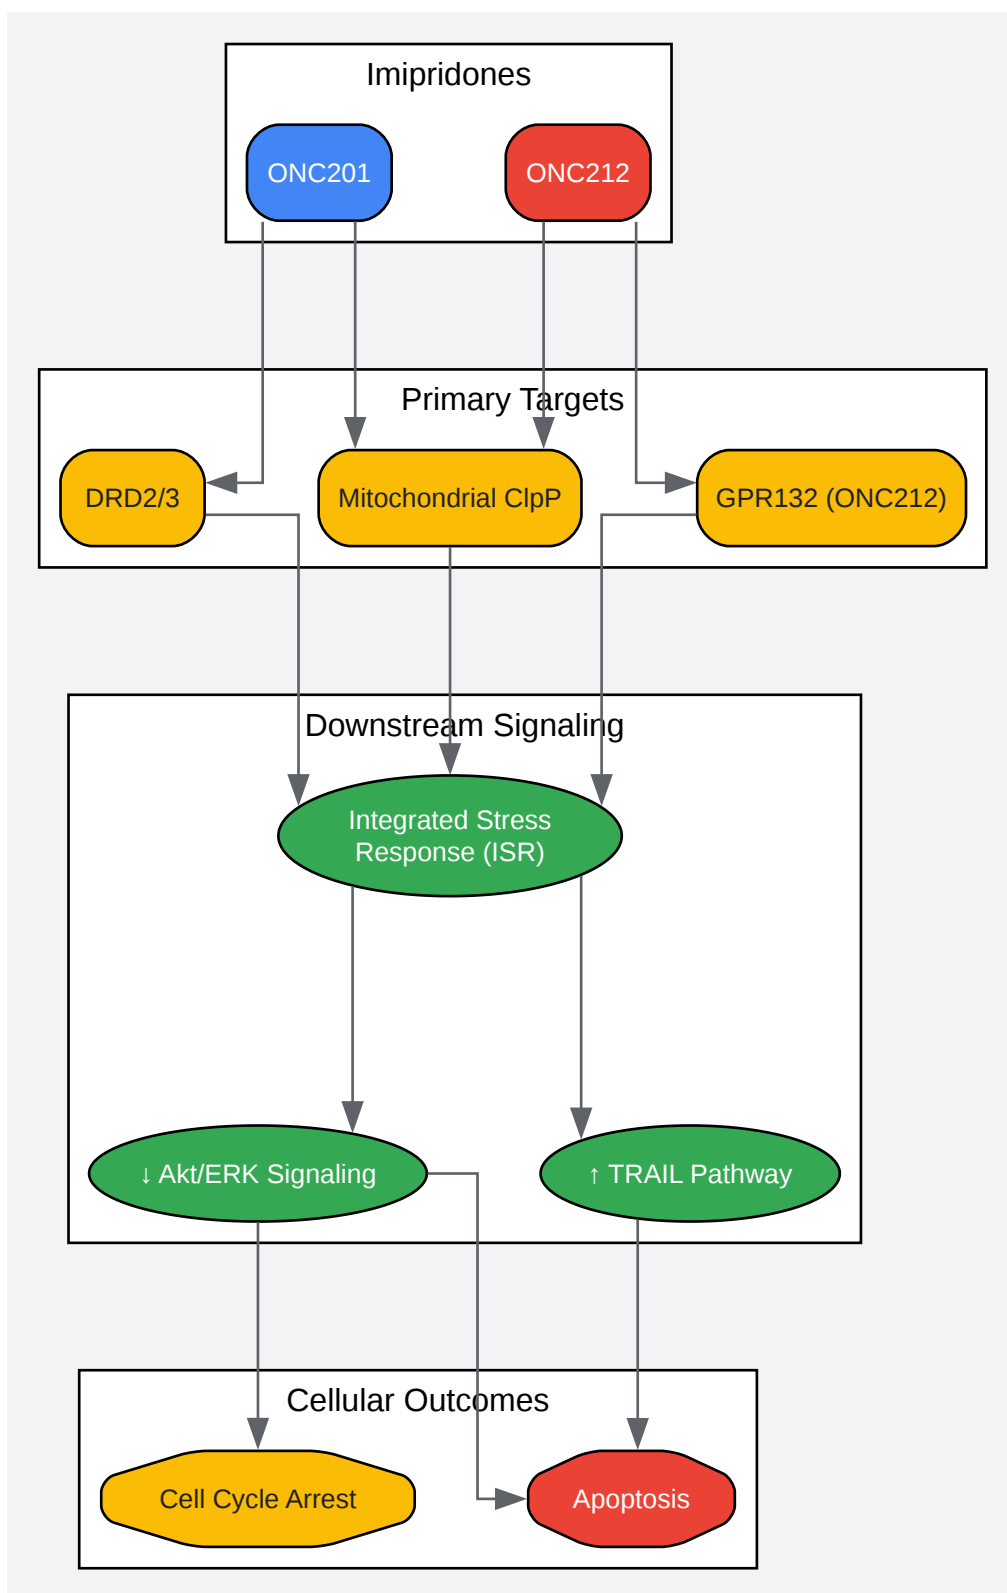 Imipridones
ONC201
ONC212
Primary Targets
DRD2/3
Mitochondrial ClpP
GPR132 (ONC212)
Downstream Signaling
Integrated Stress
Response (ISR)
↓ Akt/ERK Signaling
↑ TRAIL Pathway
Cellular Outcomes
Cell Cycle Arrest
Apoptosis